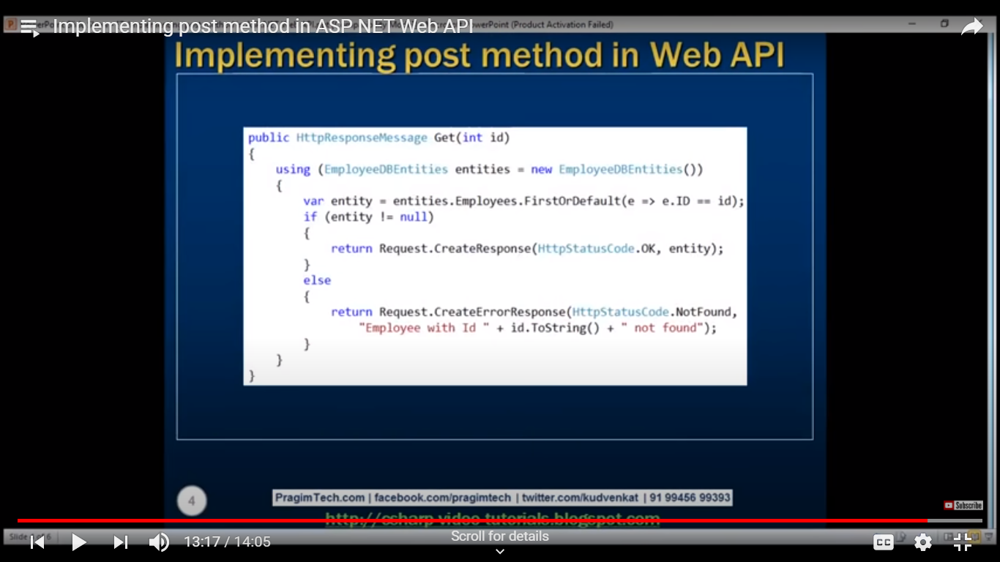 Implementing post method in ASP NET Web API
PowerPoint (Product Activation Failed)
Implementing post method in Web API
public HttpResponseMessage Get(int id)
{
using (EmployeeDBEntities entities = new EmployeeDBEntities())
{
var entity = entities.Employees.FirstOrDefault(e => e.ID == id);
if (entity != null)
{
return Request.CreateResponse(HttpStatusCode.OK, entity);
}
else
{
return Request.CreateErrorResponse(HttpStatusCode.NotFound,
"Employee with Id " + id.ToString() + " not found");
}
}
}
4
PragimTech.com | facebook.com/pragimtech | twitter.com/kudvenkat | 91 99456 99393
Subscribe
http://csharp-video-tutorials.blogspot.com
Slide
13:17 / 14:05
Scroll for details
CC